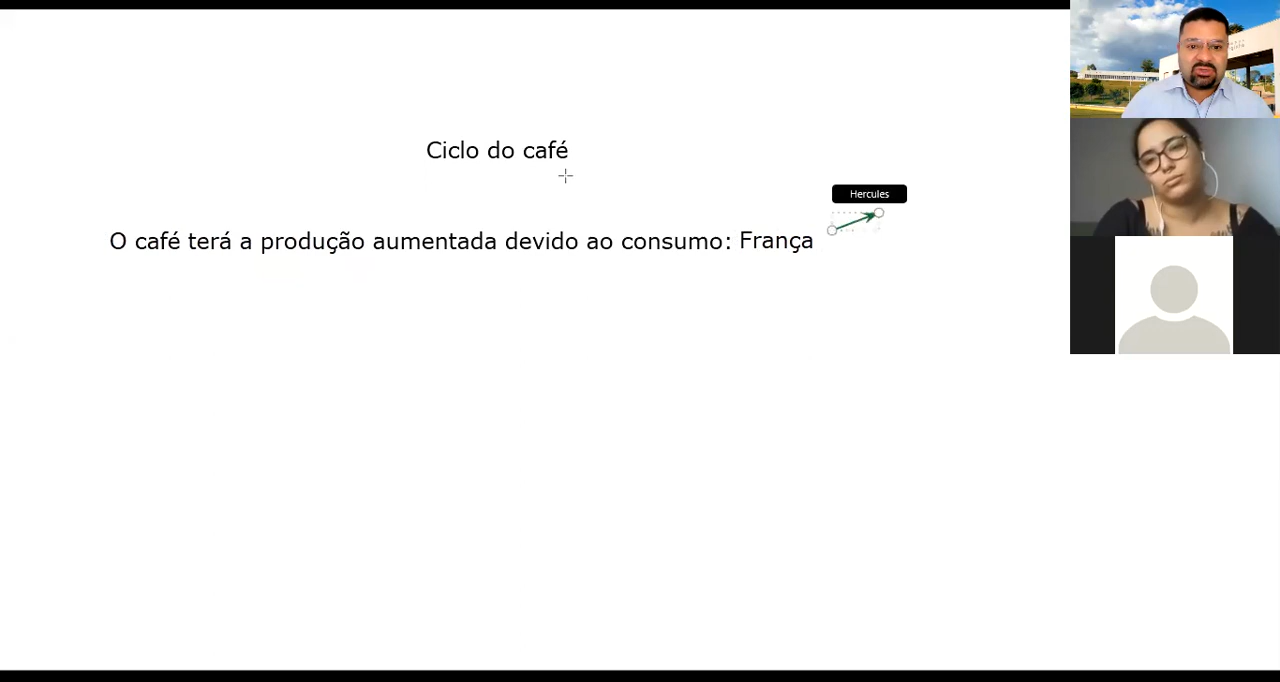 Ciclo do café
Hercules
O café terá a produção aumentada devido ao consumo: França